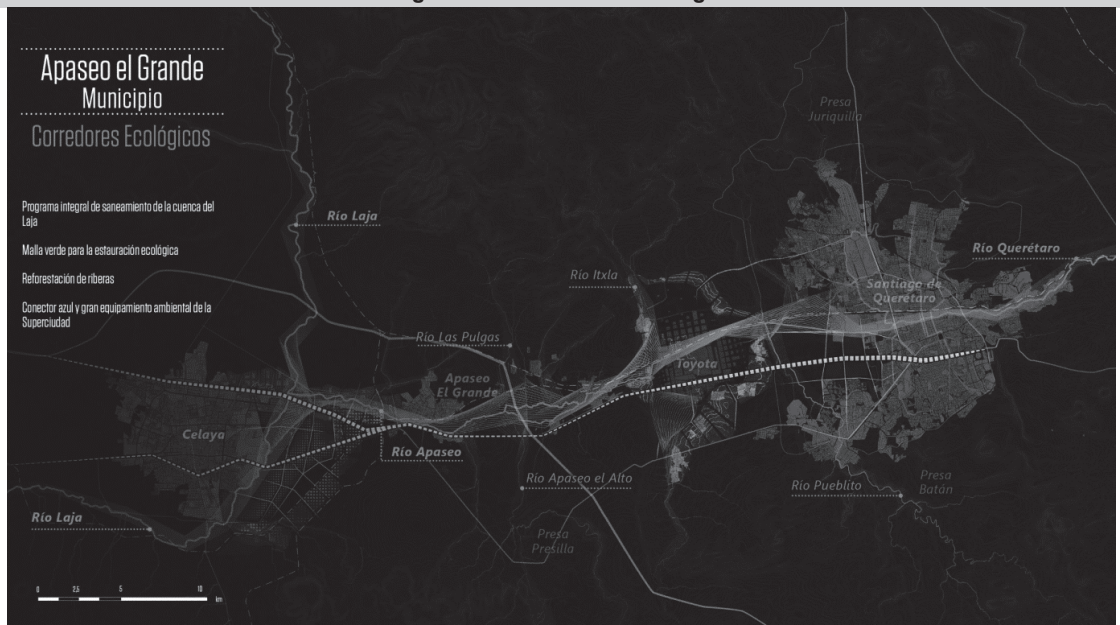 Apaseo el Grande
Municipio
Corredores Ecológicos
Programa integral de saneamiento de la cuenca del
Laja
Malla verde para la estauración ecológica
Reforestación de riberas
Conector azul y gran equipamiento ambiental de la
Superciudad
Presa
Juriquilla
Río Laja
Río Querétaro
Río Itxla
Santiago de
Querétaro
Río Las Pulgas
Toyota
Apaseo
El Grande
Celaya
Río Apaseo
Río Apaseo el Alto
Río Pueblito
Presa
Batán
Río Laja
Presa
Presilla
0 2,5 5 10
km